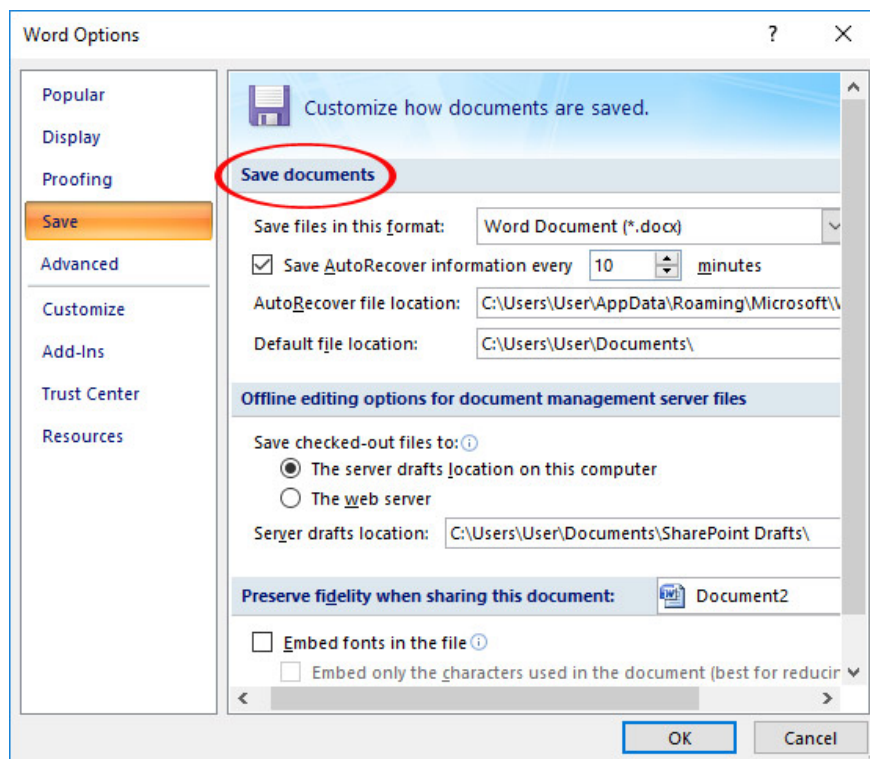 Word Options
?
Popular
Display
Proofing
Save
Advanced
Customize
Add-Ins
Trust Center
Resources
Customize how documents are saved.
Save documents
Save files in this format: Word Document (*.docx)
Save AutoRecover information every 10 minutes
AutoRecover file location: C:\Users\User\AppData\Roaming\Microsoft\
Default file location: C:\Users\User\Documents\
Offline editing options for document management server files
Save checked-out files to:
The server drafts location on this computer
The web server
Server drafts location: C:\Users\User\Documents\SharePoint Drafts\
Preserve fidelity when sharing this document: Document2
Embed fonts in the file
Embed only the characters used in the document (best for
OK Cancel